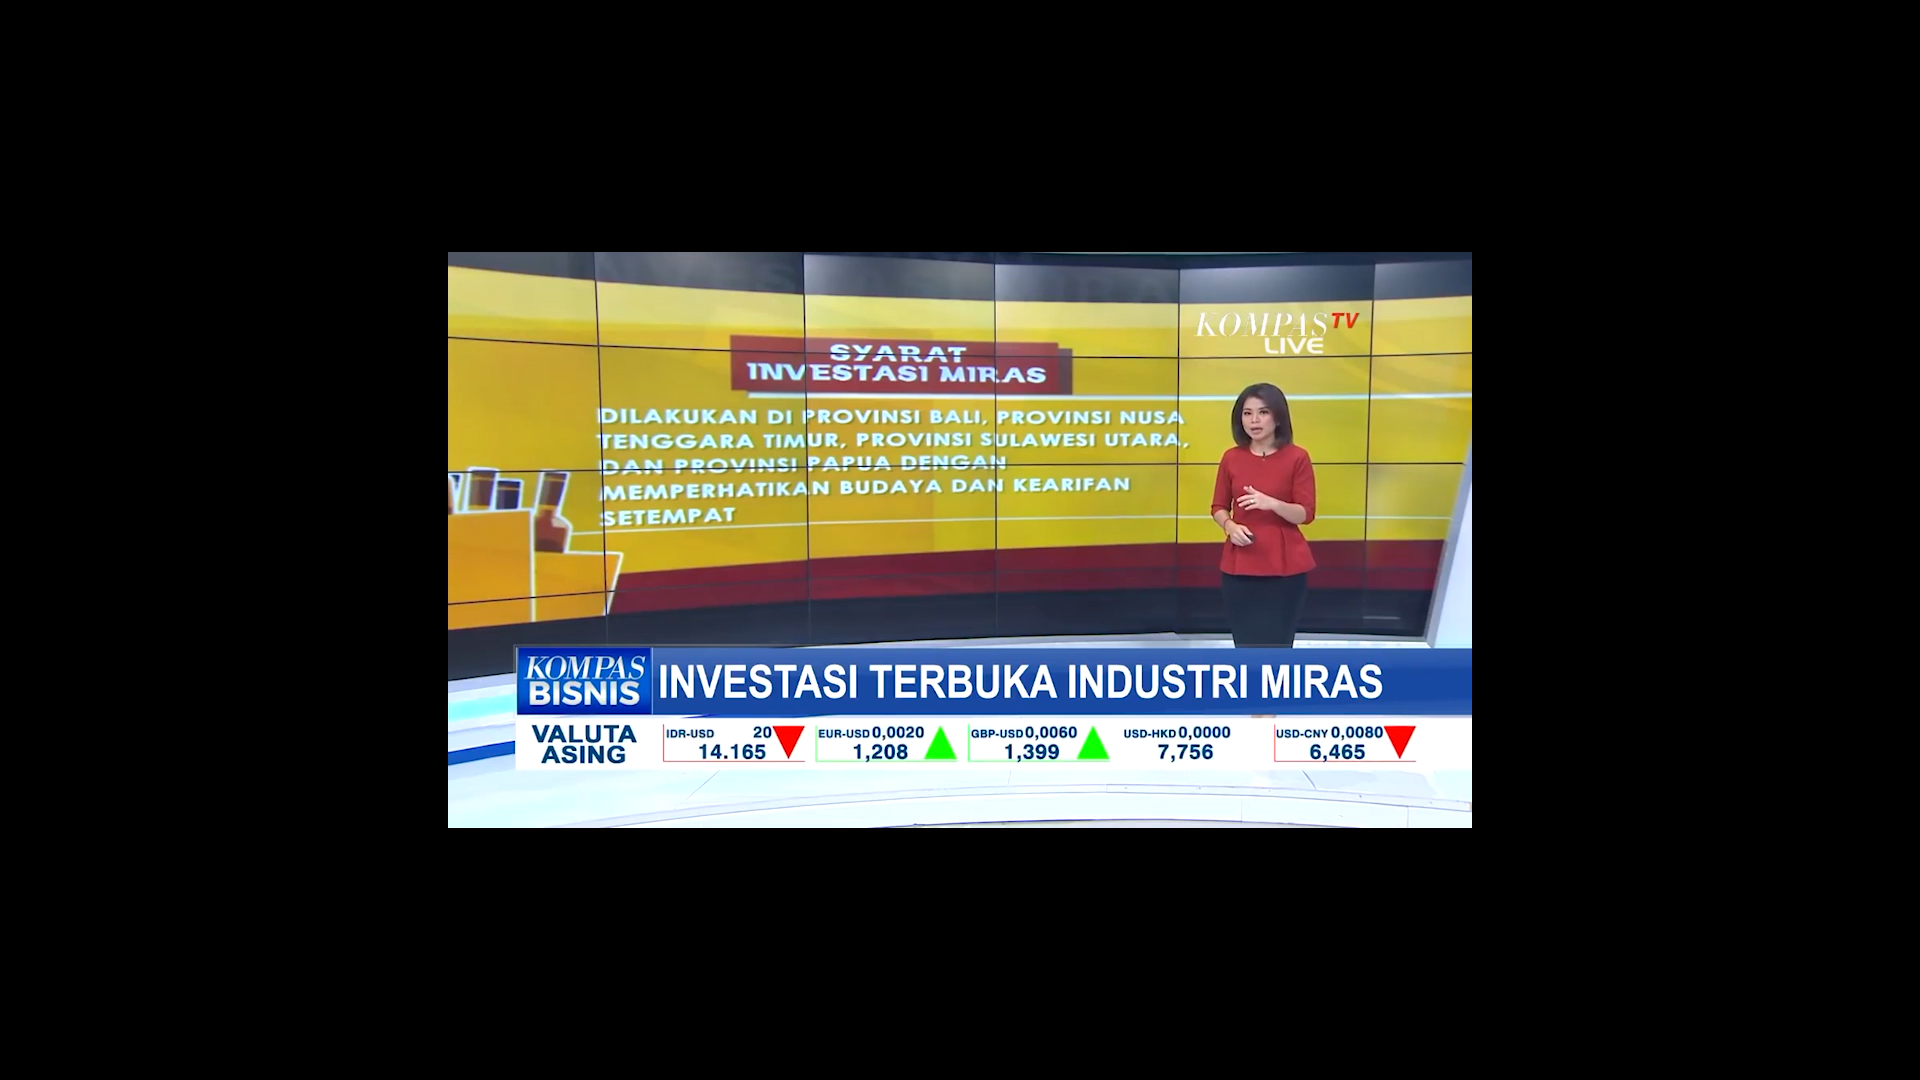 KOMPAS TV
LIVE
SYARAT
INVESTASI MIRAS
DILAKUKAN DI PROVINSI BALI, PROVINSI NUSA
TENGGARA TIMUR, PROVINSI SULAWESI UTARA,
DAN PROVINSI PAPUA DENGAN
MEMPERHATIKAN BUDAYA DAN KEARIFAN
SETEMPAT
KOMPAS
BISNIS
INVESTASI TERBUKA INDUSTRI MIRAS
VALUTA
ASING
IDR-USD 20
14.165
EUR-USD 0,0020
1,208
GBP-USD 0,0060
1,399
USD-HKD 0,0000
7,756
USD-CNY 0,0080
6,465